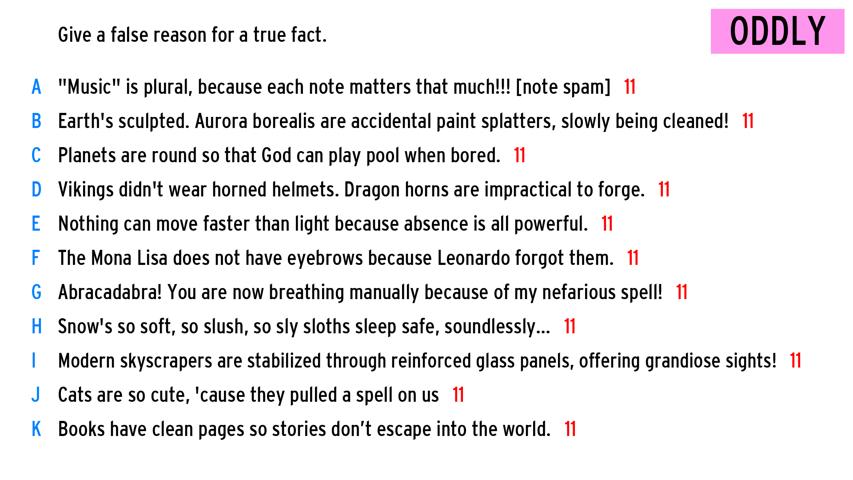 Give a false reason for a true fact.
ODDLY
A "Music" is plural, because each note matters that much!!! [note spam] 11
B Earth's sculpted. Aurora borealis are accidental paint splatters, slowly being cleaned! 11
C Planets are round so that God can play pool when bored. 11
D Vikings didn't wear horned helmets. Dragon horns are impractical to forge. 11
E Nothing can move faster than light because absence is all powerful. 11
F The Mona Lisa does not have eyebrows because Leonardo forgot them. 11
G Abracadabra! You are now breathing manually because of my nefarious spell! 11
H Snow's so soft, so slush, so sly sloths sleep safe, soundlessly... 11
I Modern skyscrapers are stabilized through reinforced glass panels, offering grandiose sights! 11
J Cats are so cute, 'cause they pulled a spell on us 11
K Books have clean pages so stories don’t escape into the world. 11